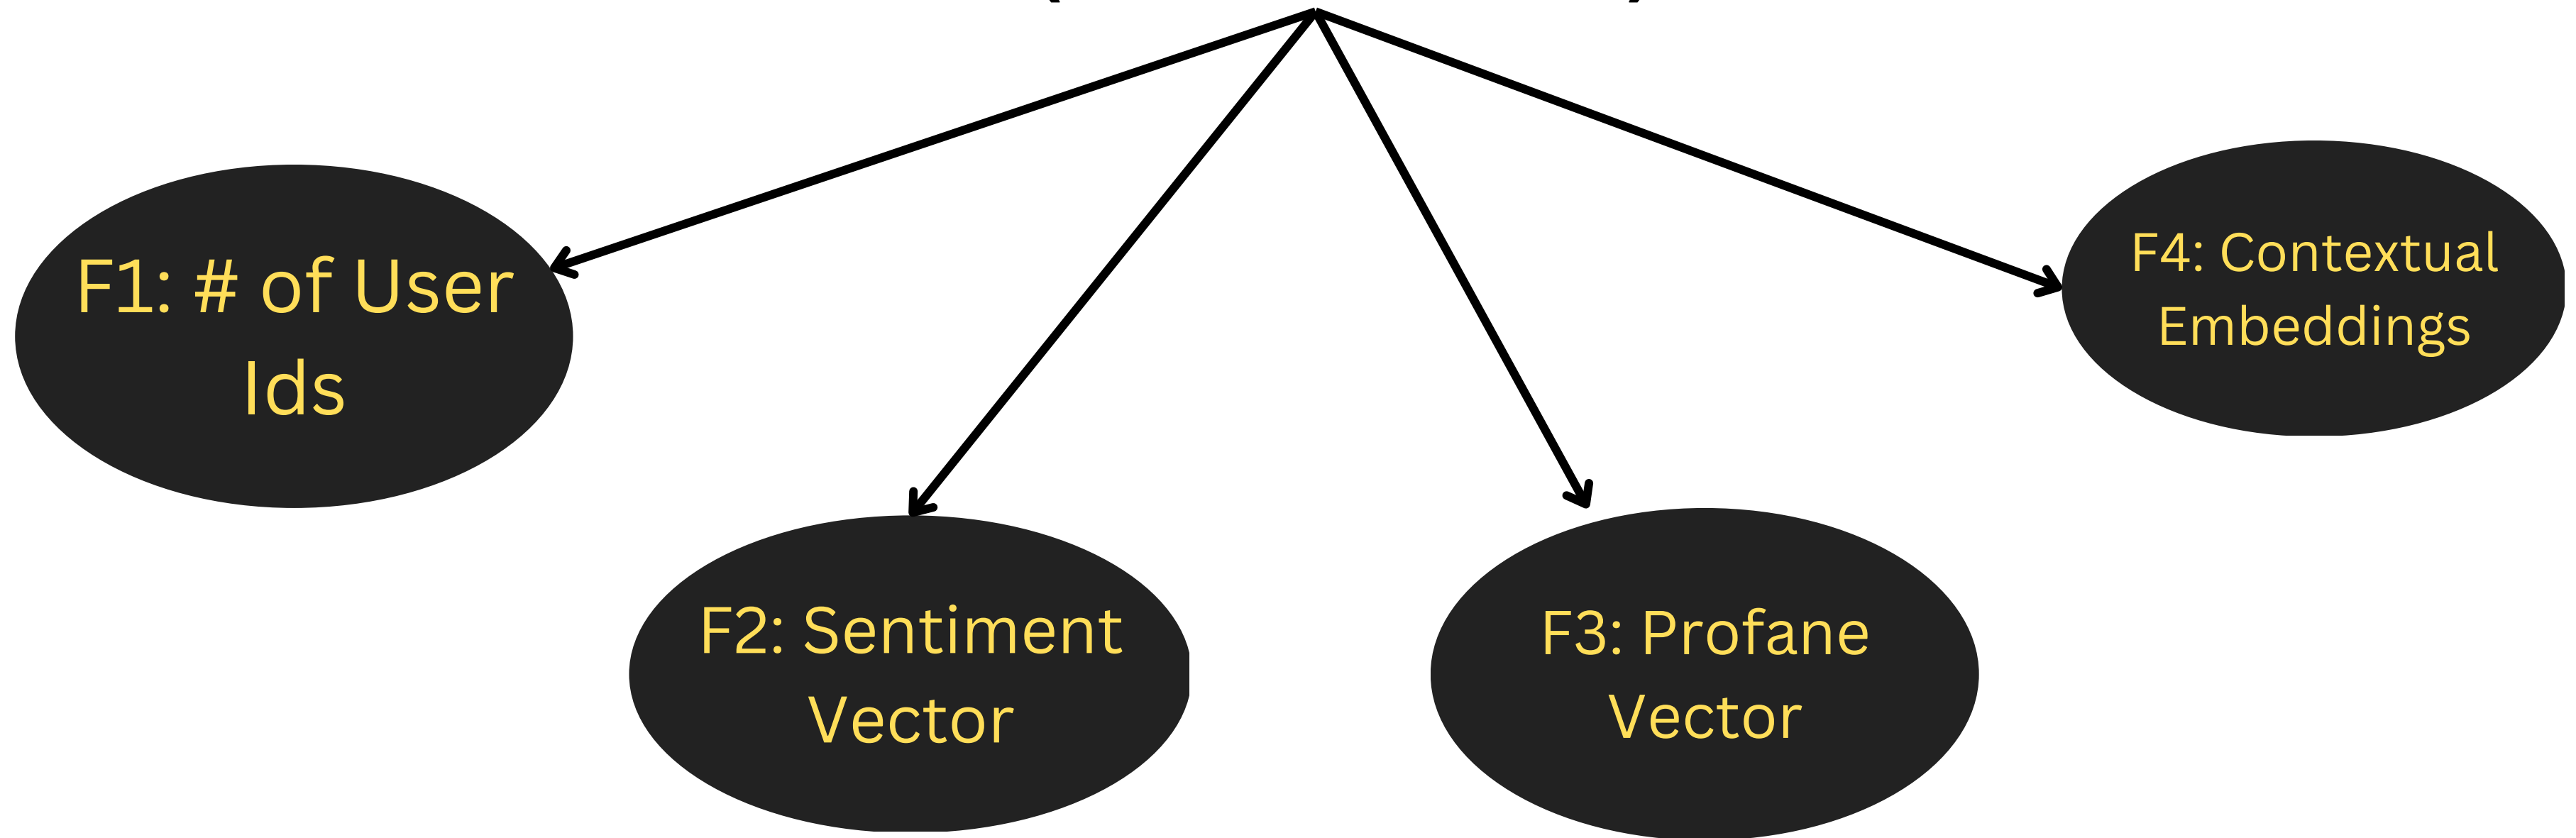 F1: # of User
Ids
F2: Sentiment
Vector
F3: Profane
Vector
F4: Contextual
Embeddings